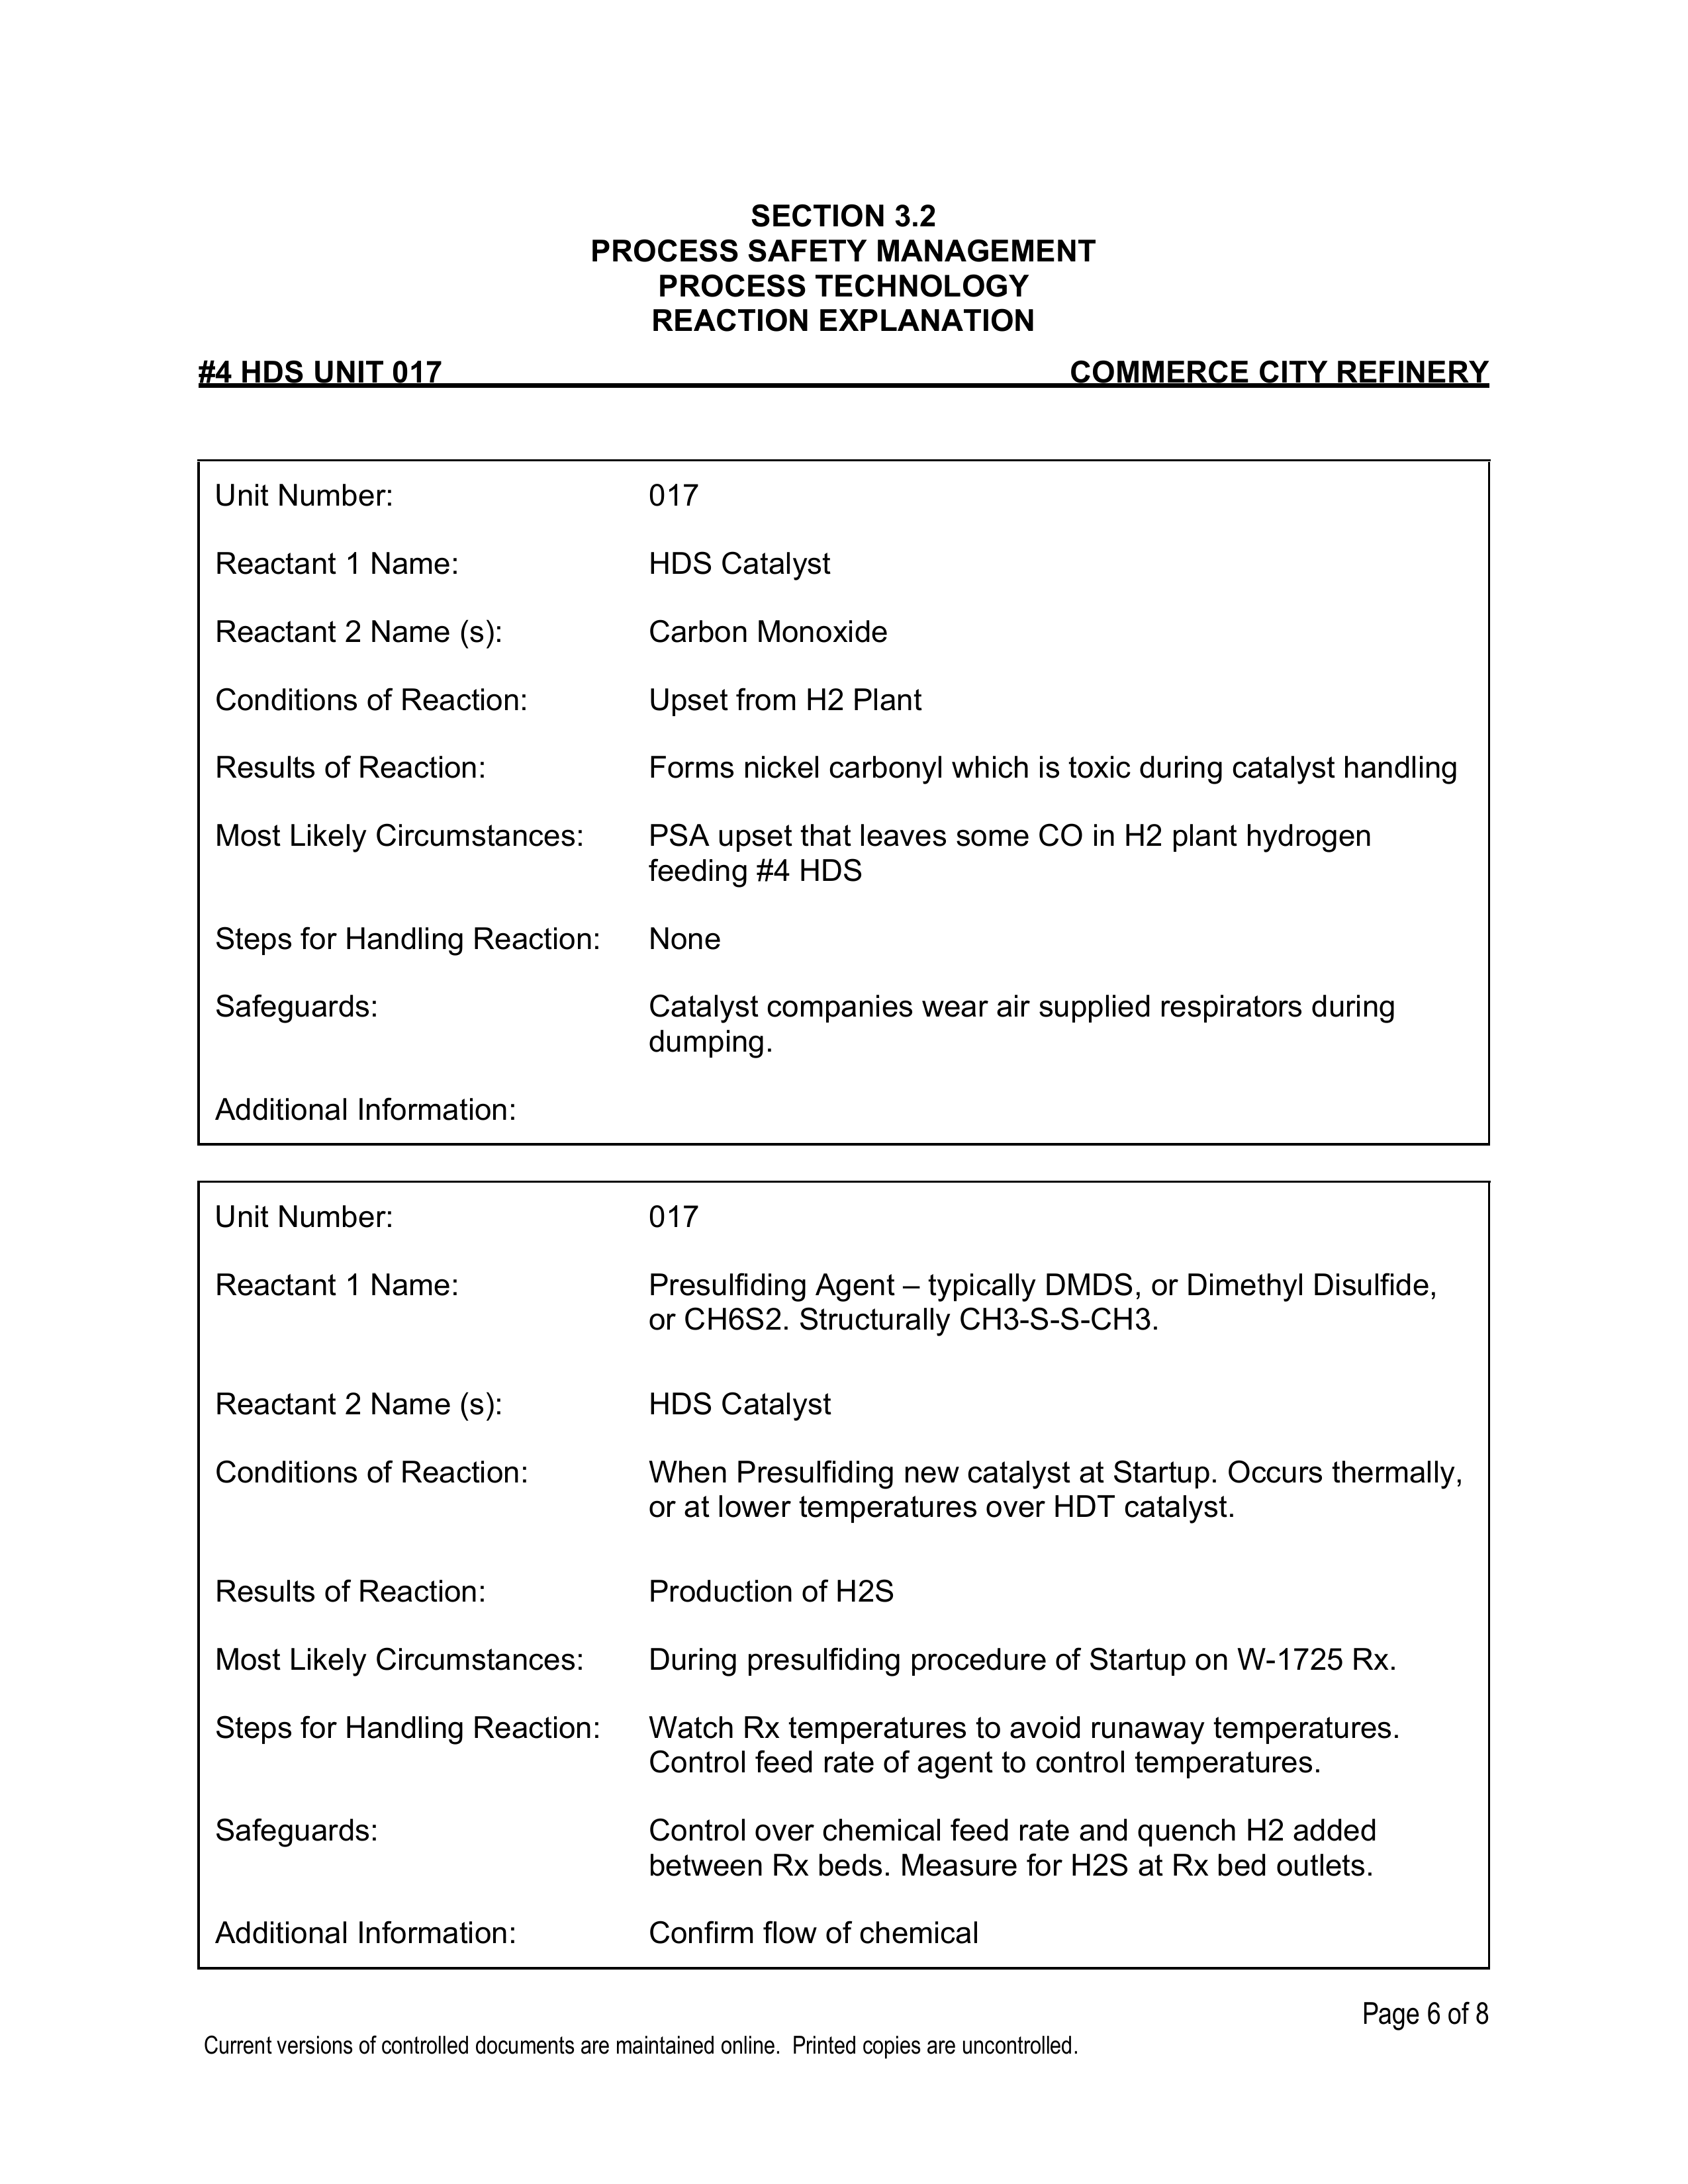 SECTION 3.2
PROCESS SAFETY MANAGEMENT
PROCESS TECHNOLOGY
REACTION EXPLANATION
#4 HDS UNIT 017 COMMERCE CITY REFINERY
Unit Number: 017
Reactant 1 Name: HDS Catalyst
Reactant 2 Name (s): Carbon Monoxide
Conditions of Reaction: Upset from H2 Plant
Results of Reaction: Forms nickel carbonyl which is toxic during catalyst handling
Most Likely Circumstances: PSA upset that leaves some CO in H2 plant hydrogen
feeding #4 HDS
Steps for Handling Reaction: None
Safeguards: Catalyst companies wear air supplied respirators during
dumping.
Additional Information:
Unit Number: 017
Reactant 1 Name: Presulfiding Agent – typically DMDS, or Dimethyl Disulfide,
or CH6S2. Structurally CH3-S-S-CH3.
Reactant 2 Name (s): HDS Catalyst
Conditions of Reaction: When Presulfiding new catalyst at Startup. Occurs thermally,
or at lower temperatures over HDT catalyst.
Results of Reaction: Production of H2S
Most Likely Circumstances: During presulfiding procedure of Startup on W-1725 Rx.
Steps for Handling Reaction: Watch Rx temperatures to avoid runaway temperatures.
Control feed rate of agent to control temperatures.
Safeguards: Control over chemical feed rate and quench H2 added
between Rx beds. Measure for H2S at Rx bed outlets.
Additional Information: Confirm flow of chemical
Page 6 of 8
Current versions of controlled documents are maintained online. Printed copies are uncontrolled.